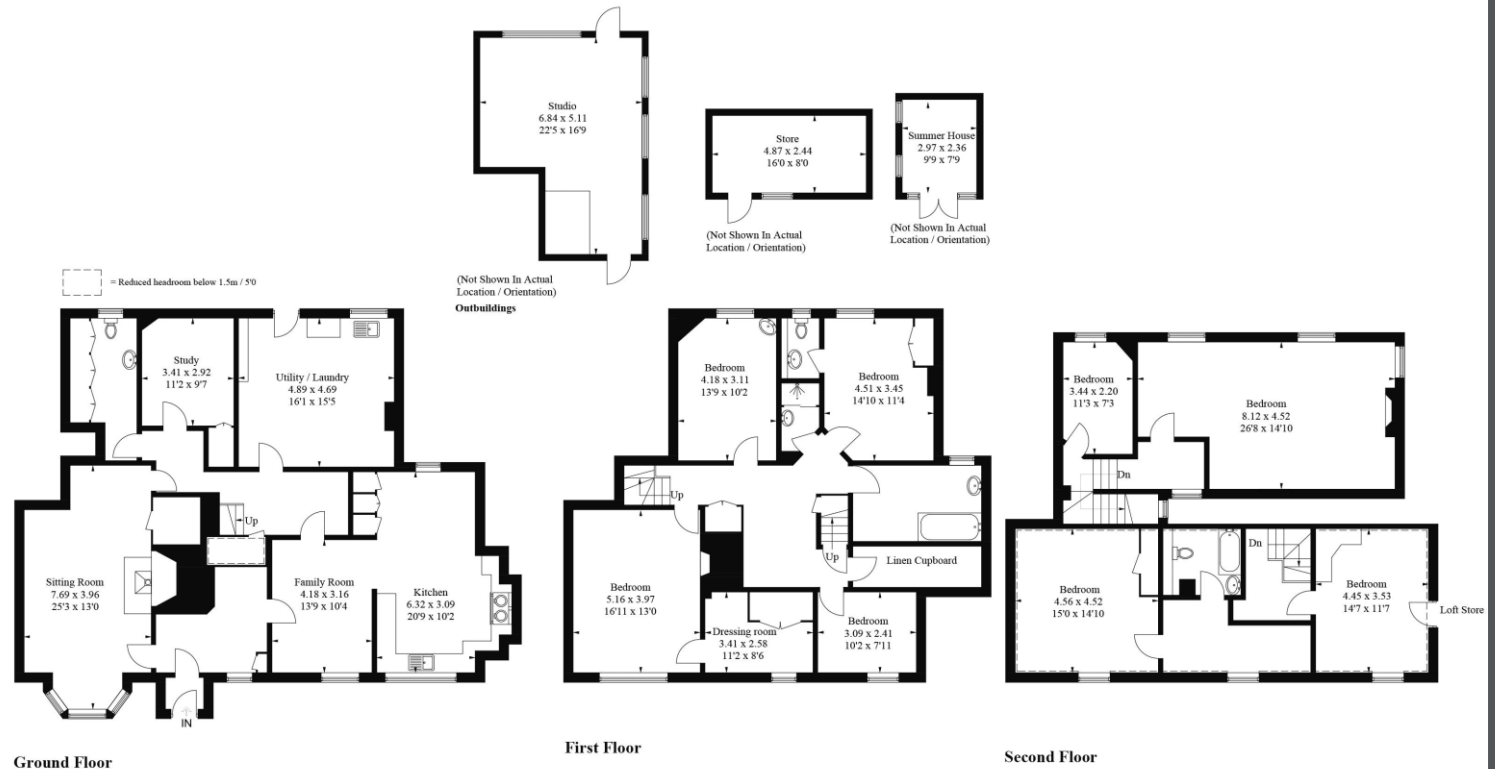 Studio
6.84 x 5.11
22'5 x 16'9
Store
4.87 x 2.44
16'0 x 8'0
Summer House
2.97 x 2.36
9'9 x 7'9
(Not Shown In Actual
Location / Orientation)
(Not Shown In Actual
Location / Orientation)
(Not Shown In Actual
Location / Orientation)
Outbuildings
= Reduced headroom below 1.5m / 5'0
Study
3.41 x 2.92
11'2 x 9'7
Utility / Laundry
4.89 x 4.69
16'1 x 15'5
Up
Sitting Room
7.69 x 3.96
25'3 x 13'0
Family Room
4.18 x 3.16
13'9 x 10'4
Kitchen
6.32 x 3.09
20'9 x 10'2
IN
Ground Floor
Bedroom
4.18 x 3.11
13'9 x 10'2
Bedroom
4.51 x 3.45
14'10 x 11'4
Up
Up
Linen Cupboard
Bedroom
5.16 x 3.97
16'11 x 13'0
Dressing room
3.41 x 2.58
11'2 x 8'6
Bedroom
3.09 x 2.41
10'2 x 7'11
First Floor
Bedroom
3.44 x 2.20
11'3 x 7'3
Bedroom
8.12 x 4.52
26'8 x 14'10
Dn
Dn
Bedroom
4.56 x 4.52
15'0 x 14'10
Bedroom
4.45 x 3.53
14'7 x 11'7
Loft Store
Second Floor